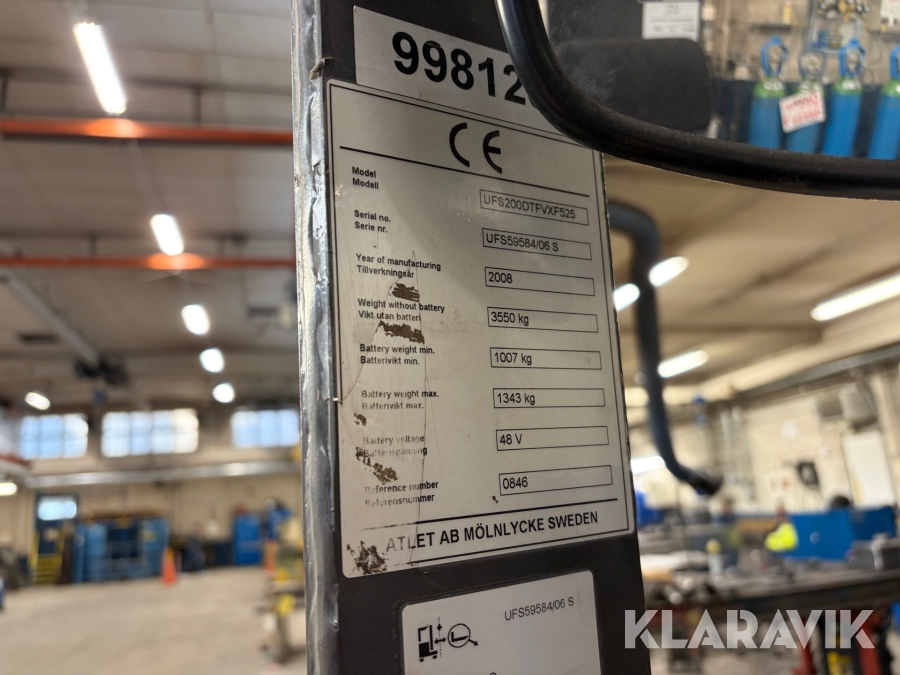 99812
CE
Model
Modell
UFS200DTFVXF525
Serial no.
Serie nr.
UFS59584/06 S
Year of manufacturing
Tillverkningsår
2008
Weight without battery
Vikt utan batteri
3550 kg
Battery weight min.
Batterivikt min.
1007 kg
Battery weight max.
Batterivikt max.
1343 kg
Battery voltage
Batterispänning
48 V
Reference number
Referensnummer
0846
ATLET AB MÖLNLYCKE SWEDEN
UFS59584/06 S
KLARAVIK